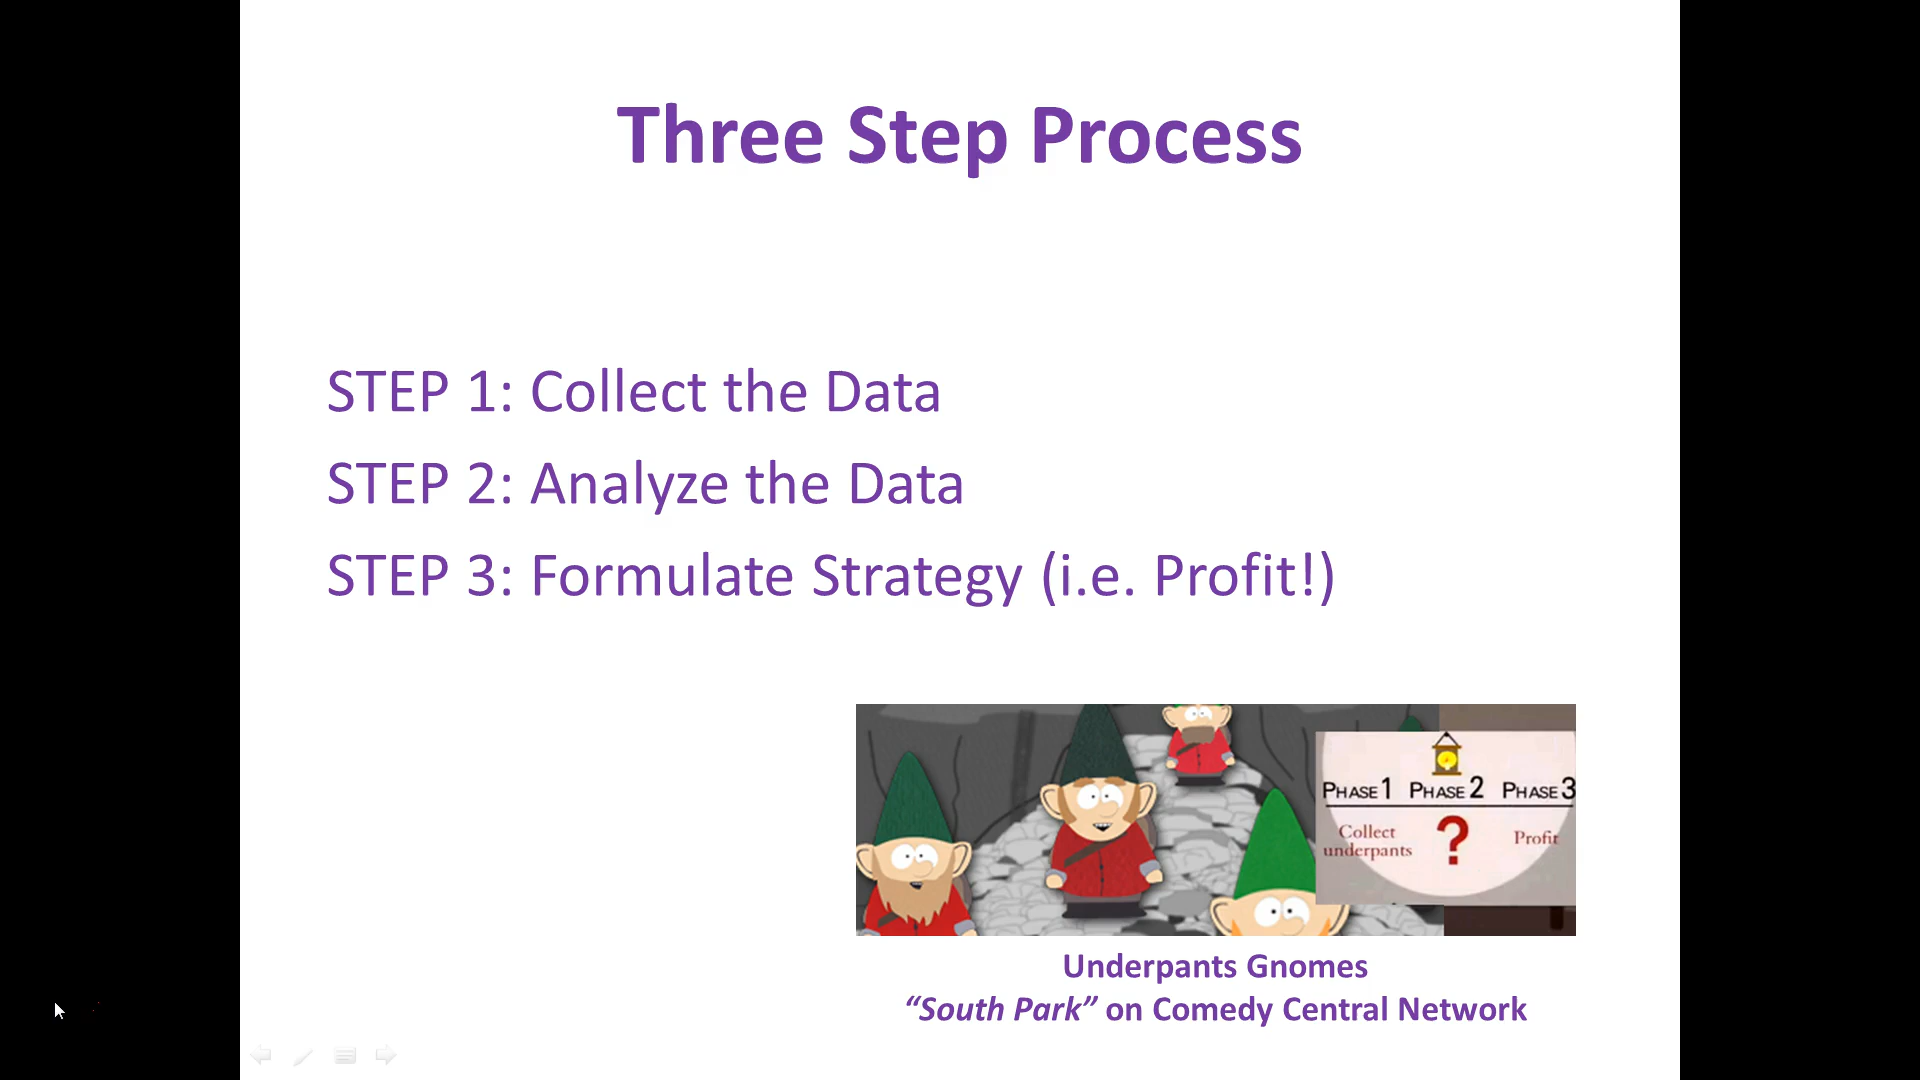 Three Step Process
STEP 1: Collect the Data
STEP 2: Analyze the Data
STEP 3: Formulate Strategy (i.e. Profit!)
PHASE 1 PHASE 2 PHASE 3
Collect underpants ? Profit
Underpants Gnomes
“South Park” on Comedy Central Network